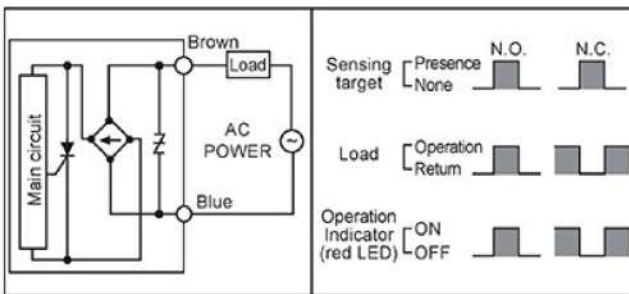 Main circuit
Brown
Load
AC
POWER
~
Blue
N.O. N.C.
Sensing target
Presence
None
Load
Operation
Return
Operation
Indicator
(red LED)
ON
OFF